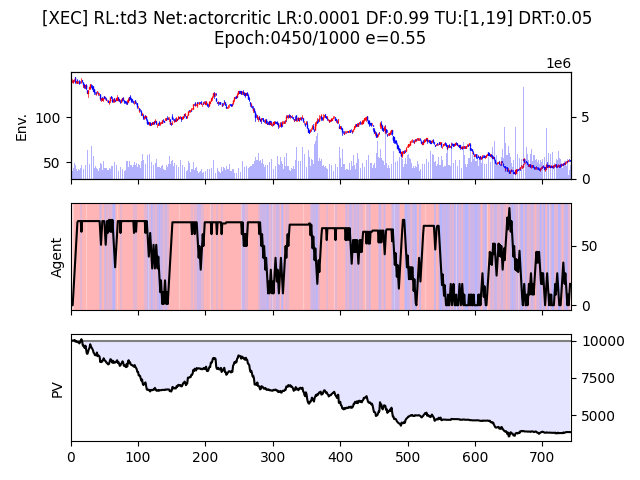 [XEC] RL:td3 Net:actorcritic LR:0.0001 DF:0.99 TU:[1,19] DRT:0.05
Epoch:0450/1000 e=0.55
1e6
Env.
100
50
5
0
Agent
50
0
PV
10000
7500
5000
0 100 200 300 400 500 600 700